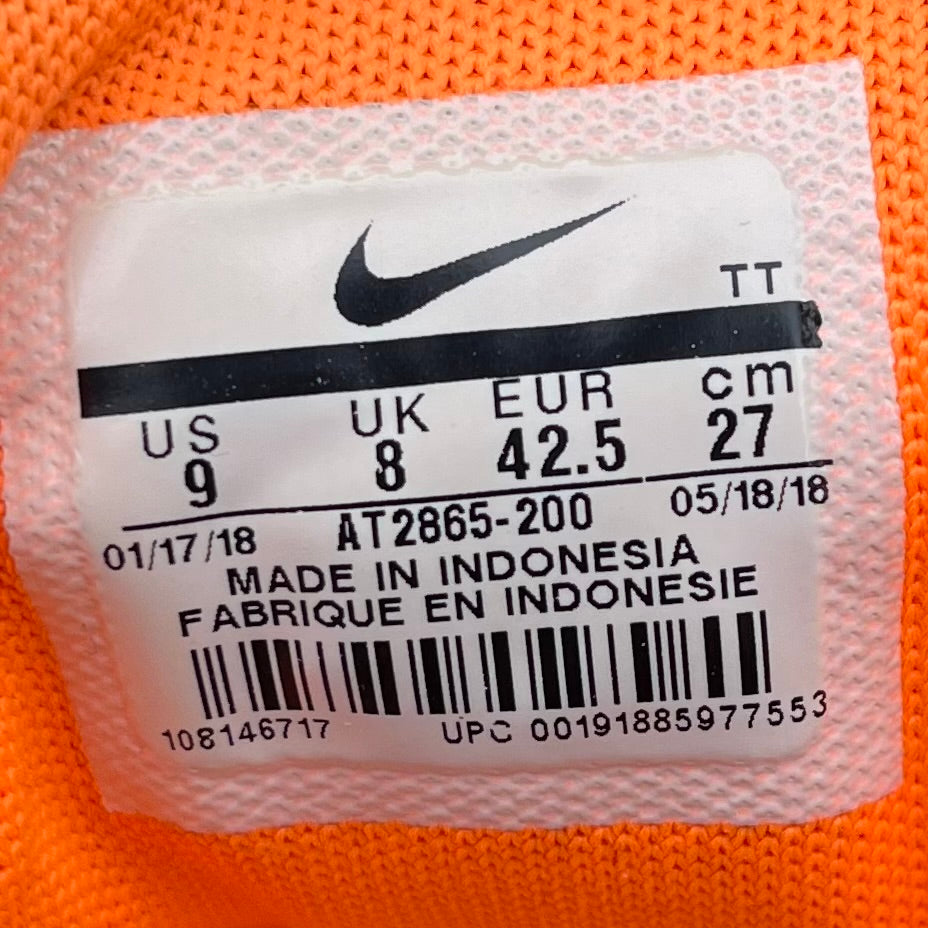 TT
US UK EUR cm
9 8 42.5 27
01/17/18 AT2865-200 05/18/18
MADE IN INDONESIA
FABRIQUE EN INDONESIE
108146717 UPC 00191885977553